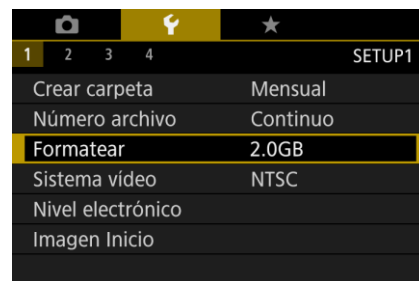 1 2 3 4 SETUP1
Crear carpeta Mensual
Número archivo Continuo
Formatear 2.0GB
Sistema vídeo NTSC
Nivel electrónico
Imagen Inicio